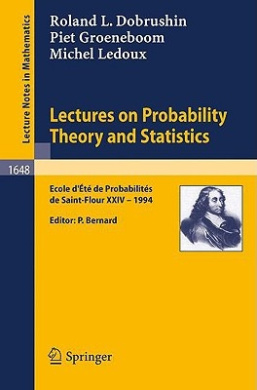 Roland L. Dobrushin
Piet Groeneboom
Michel Ledoux
Lecture Notes in Mathematics
1648
Lectures on Probability
Theory and Statistics
Ecole d'Eté de Probabilités
de Saint-Flour XXIV – 1994
Editor: P. Bernard
Springer